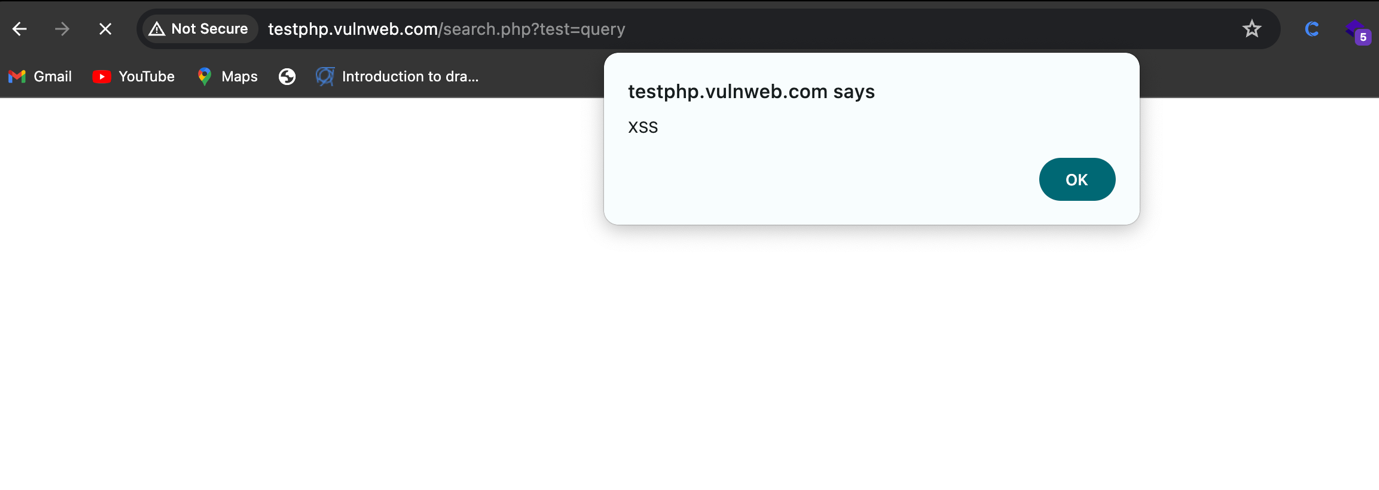 Not Secure testphp.vulnweb.com/search.php?test=query
5
Gmail YouTube Maps Introduction to dra...
testphp.vulnweb.com says
XSS
OK